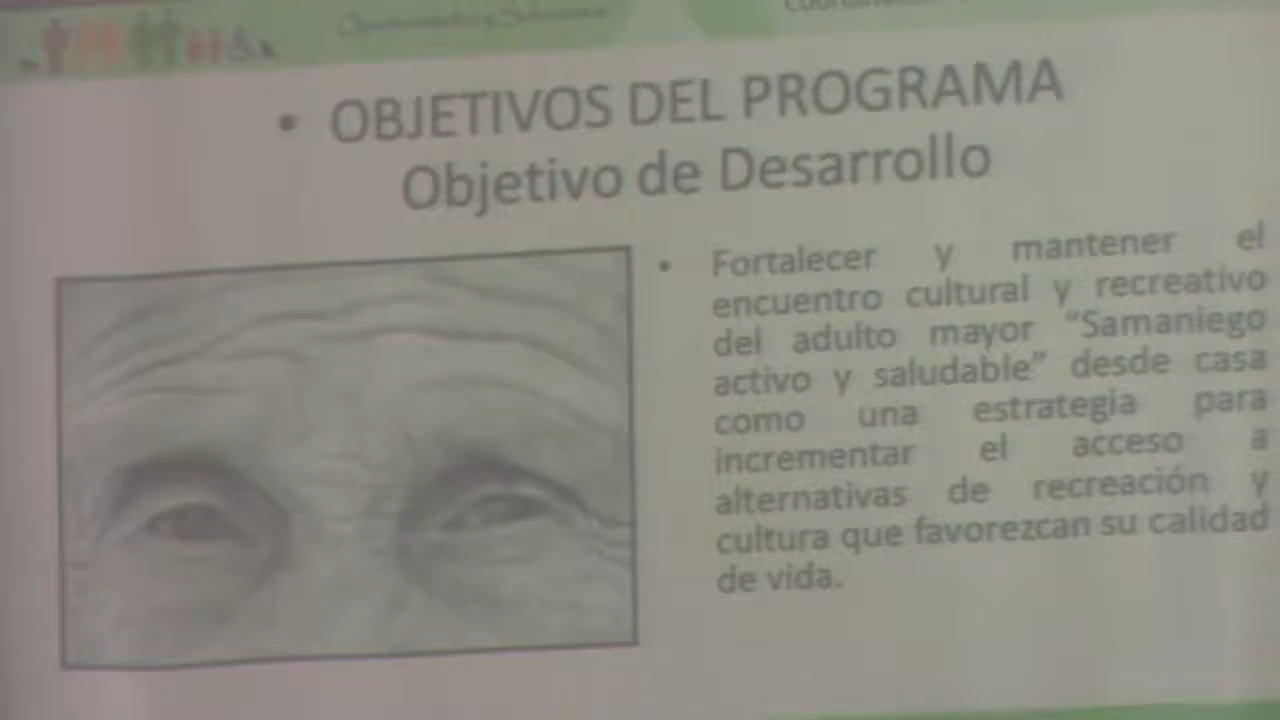 • OBJETIVOS DEL PROGRAMA
Objetivo de Desarrollo
• Fortalecer y mantener el
encuentro cultural y recreativo
del adulto mayor “Samaniego
activo y saludable” desde casa
como una estrategia para
incrementar el acceso a
alternativas de recreación y
cultura que favorezcan su calidad
de vida.